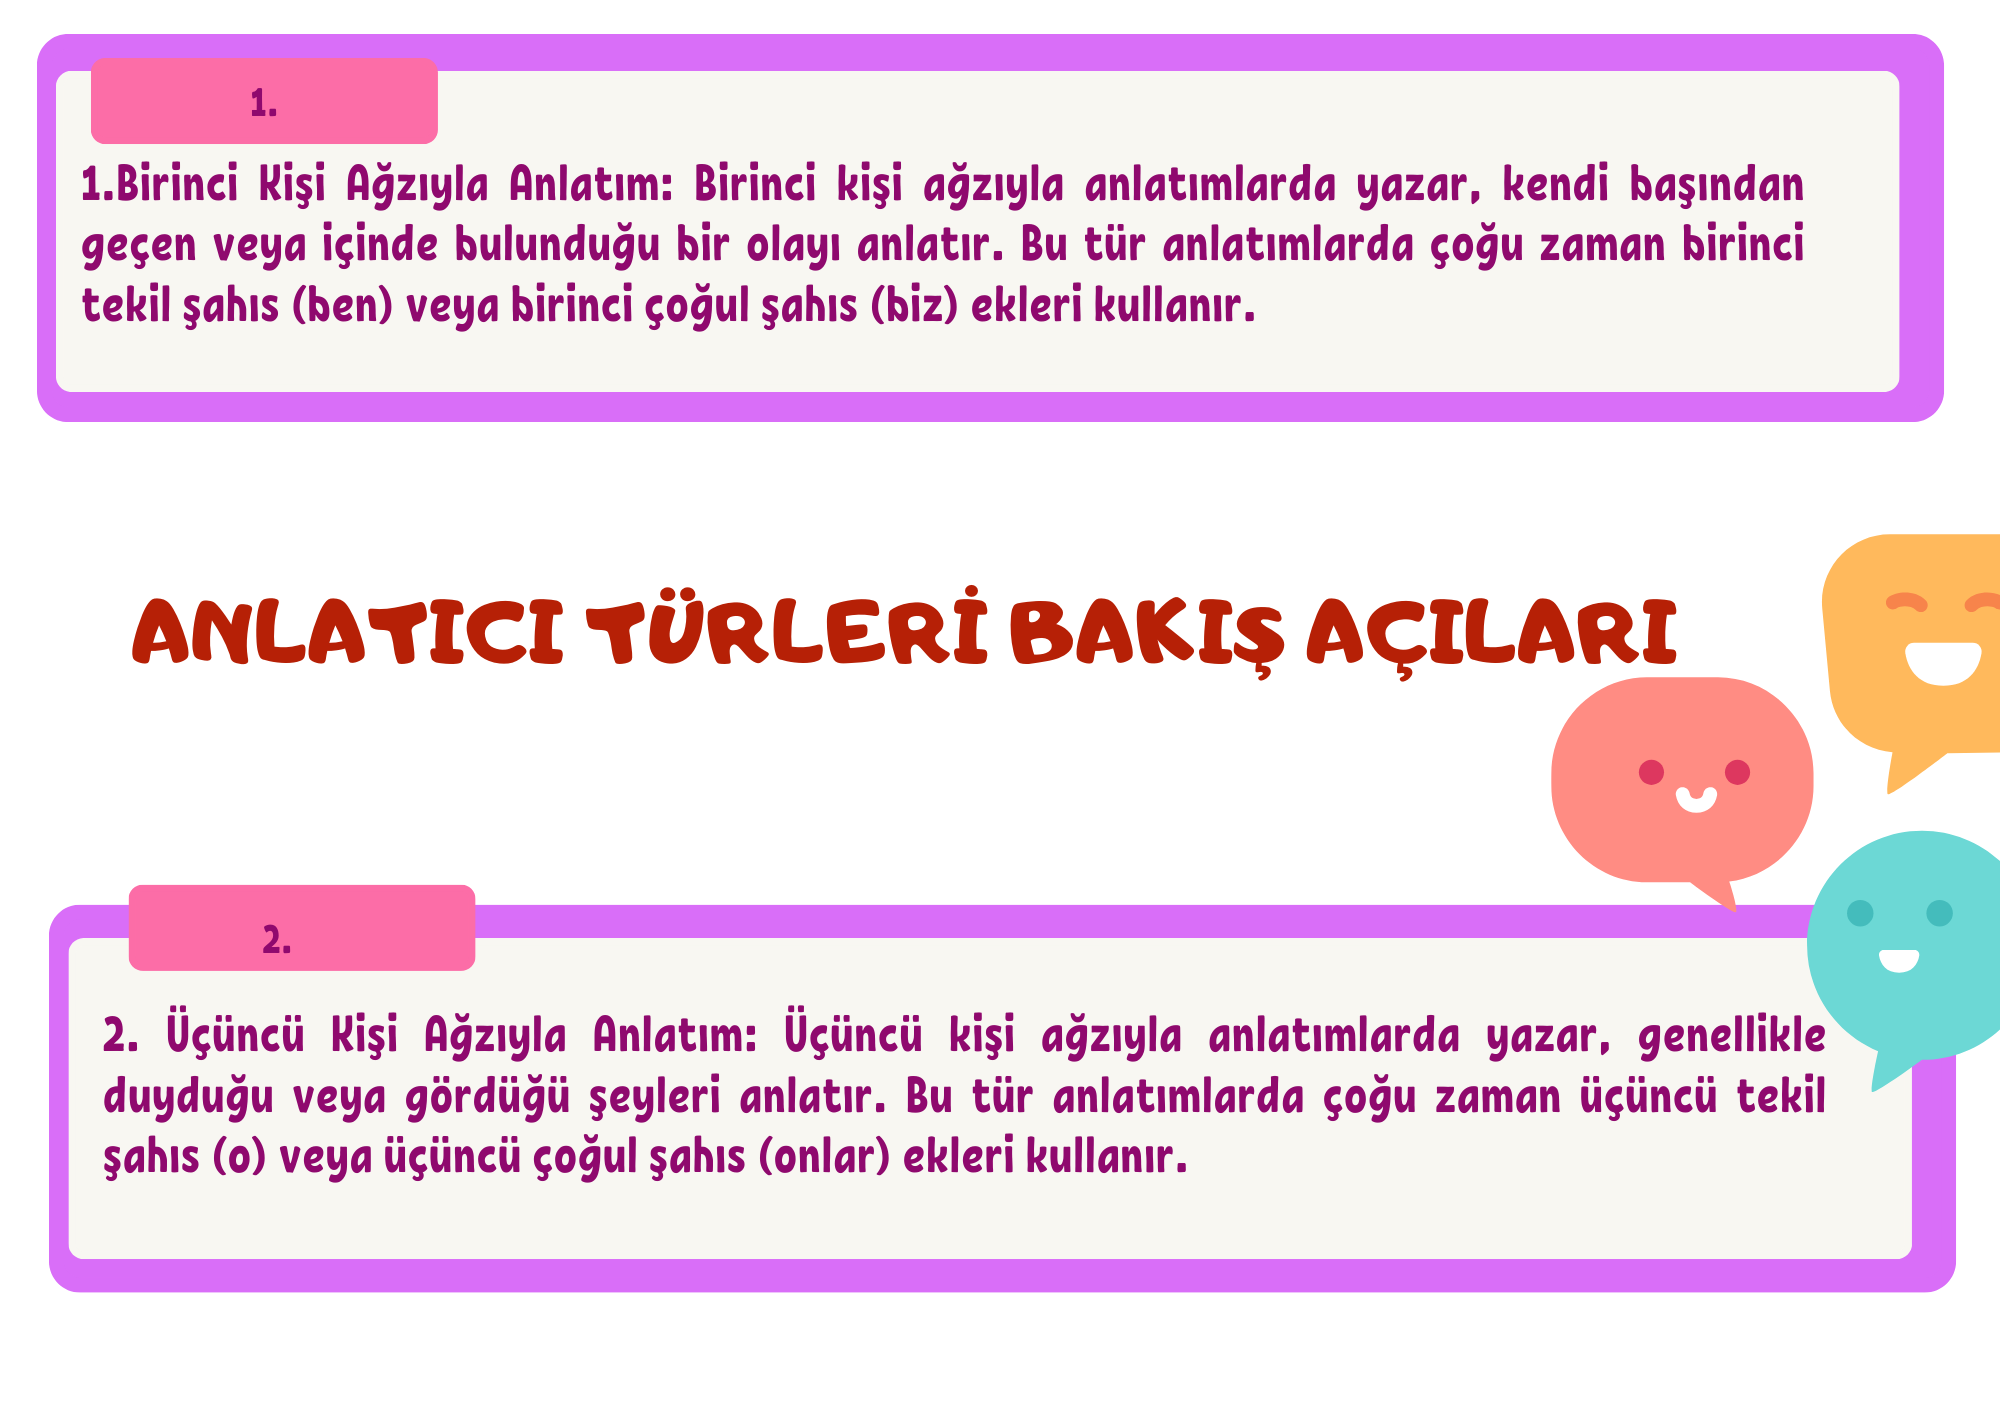 1.
1.Birinci Kişi Ağzıyla Anlatım: Birinci kişi ağzıyla anlatımlarda yazar, kendi başından
geçen veya içinde bulunduğu bir olayı anlatır. Bu tür anlatımlarda çoğu zaman birinci
tekil şahıs (ben) veya birinci çoğul şahıs (biz) ekleri kullanır.
ANLATICI TÜRLERİ BAKIŞ AÇILARI
2.
2. Üçüncü Kişi Ağzıyla Anlatım: Üçüncü kişi ağzıyla anlatımlarda yazar, genellikle
duyduğu veya gördüğü şeyleri anlatır. Bu tür anlatımlarda çoğu zaman üçüncü tekil
şahıs (o) veya üçüncü çoğul şahıs (onlar) ekleri kullanır.